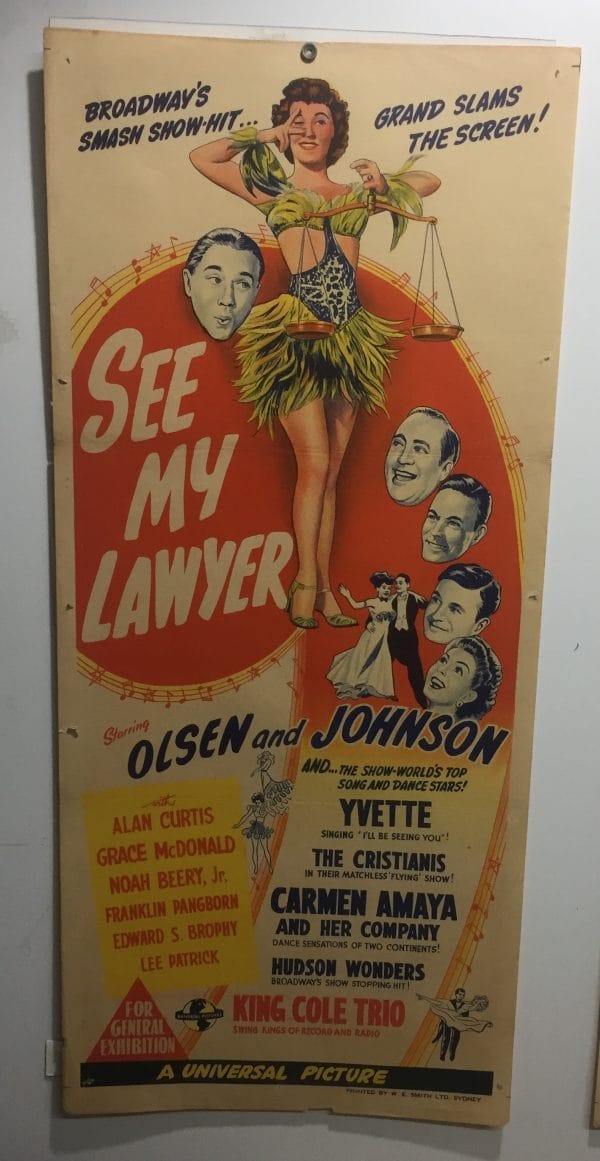 BROADWAY'S
SMASH SHOW-HIT...
GRAND SLAMS
THE SCREEN!
SEE
MY
LAWYER
Starring
OLSEN and JOHNSON
AND...THE SHOW-WORLD'S TOP
SONG AND DANCE STARS!
with
ALAN CURTIS
GRACE McDONALD
NOAH BEERY, Jr.
FRANKLIN PANGBORN
EDWARD S. BROPHY
LEE PATRICK
YVETTE
SINGING "I'LL BE SEEING YOU"!
THE CRISTIANIS
IN THEIR MATCHLESS 'FLYING' SHOW!
CARMEN AMAYA
AND HER COMPANY
DANCE SENSATIONS OF TWO CONTINENTS!
HUDSON WONDERS
BROADWAY'S SHOW STOPPING HIT!
KING COLE TRIO
SWING KINGS OF RECORD AND RADIO
FOR
GENERAL
EXHIBITION
UNIVERSAL PICTURES
A UNIVERSAL PICTURE
PRINTED BY W. E. SMITH LTD. SYDNEY